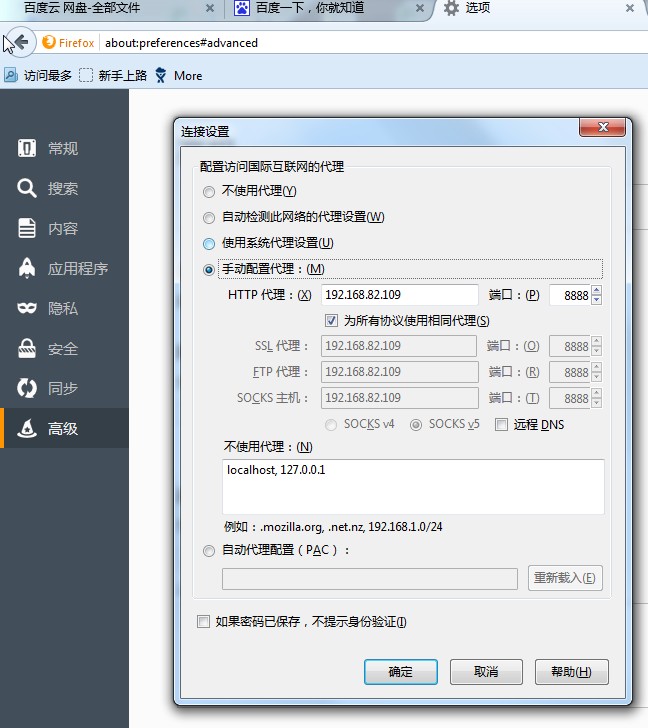 百度云 网盘-全部文件 × 百度一下，你就知道 × 选项 ×
Firefox about:preferences#advanced
访问最多 新手上路 More
常规
搜索
内容
应用程序
隐私
安全
同步
高级
连接设置
配置访问国际互联网的代理
不使用代理(Y)
自动检测此网络的代理设置(W)
使用系统代理设置(U)
手动配置代理：(M)
HTTP 代理：(X) 192.168.82.109 端口：(P) 8888
为所有协议使用相同代理(S)
SSL 代理： 192.168.82.109 端口：(O) 8888
FTP 代理： 192.168.82.109 端口：(R) 8888
SOCKS 主机： 192.168.82.109 端口：(T) 8888
SOCKS v4 SOCKS v5 远程 DNS
不使用代理：(N)
localhost, 127.0.0.1
例如：.mozilla.org, .net.nz, 192.168.1.0/24
自动代理配置（PAC）：
重新载入(E)
如果密码已保存，不提示身份验证(I)
确定 取消 帮助(H)